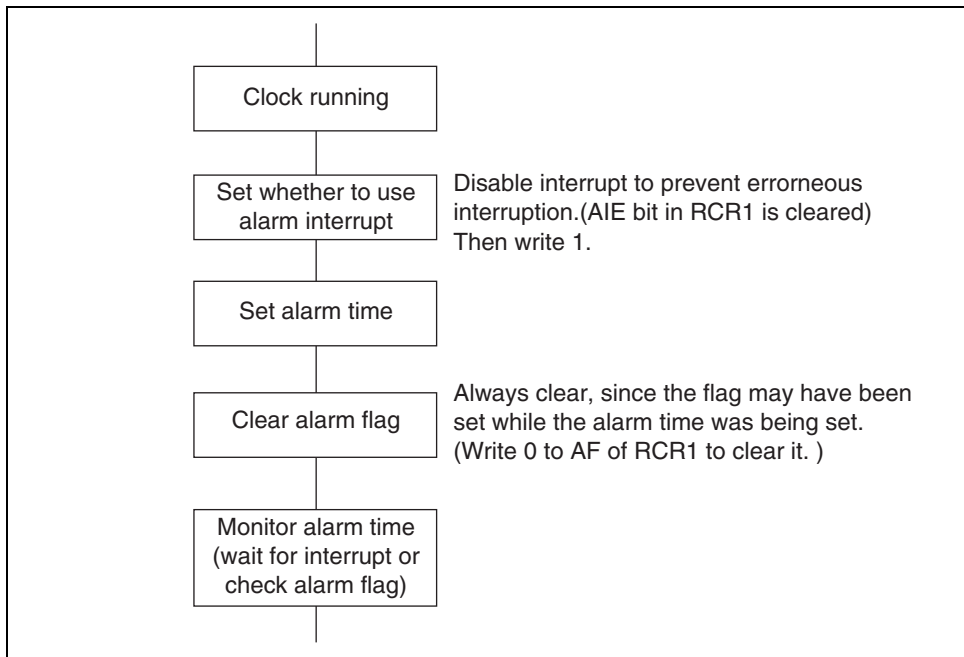 Clock running
Set whether to use
alarm interrupt
Disable interrupt to prevent errorneous
interruption.(AIE bit in RCR1 is cleared)
Then write 1.
Set alarm time
Clear alarm flag
Always clear, since the flag may have been
set while the alarm time was being set.
(Write 0 to AF of RCR1 to clear it. )
Monitor alarm time
(wait for interrupt or
check alarm flag)